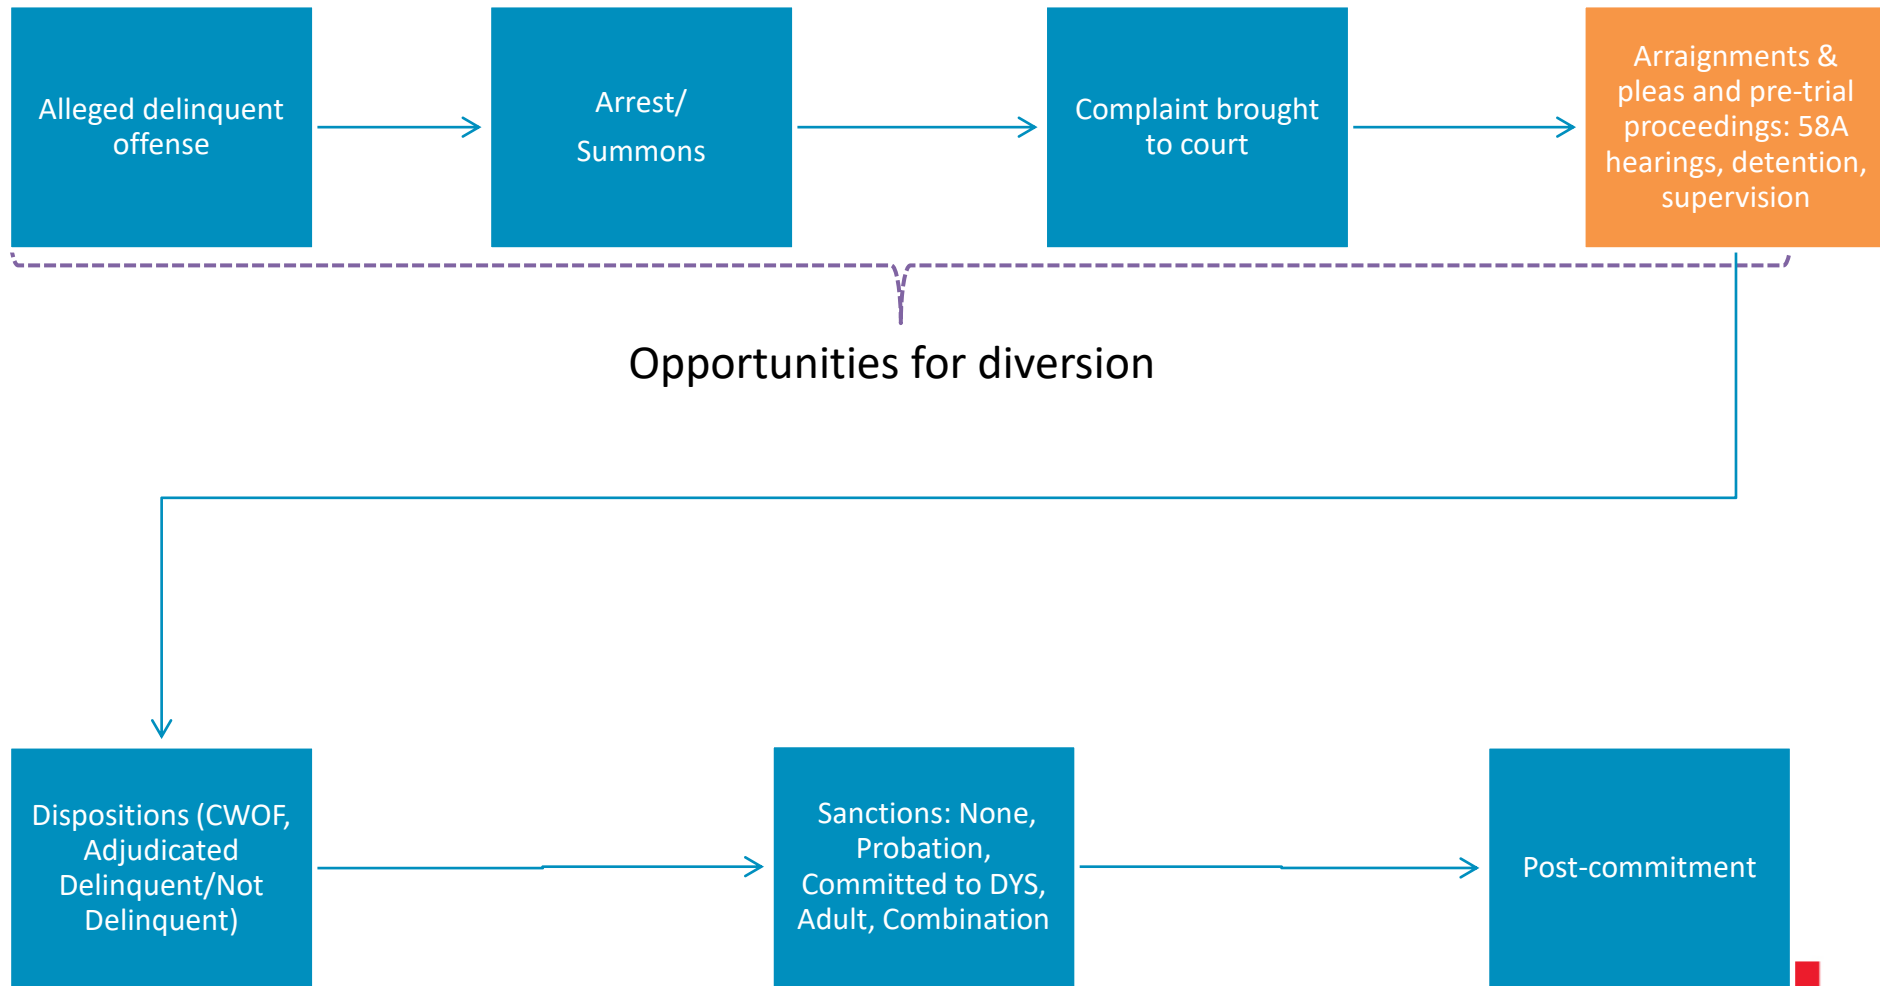 Alleged delinquent
offense
Arrest/
Summons
Complaint brought
to court
Arraignments &
pleas and pre-trial
proceedings: 58A
hearings, detention,
supervision
Opportunities for diversion
Dispositions (CWOF,
Adjudicated
Delinquent/Not
Delinquent)
Sanctions: None,
Probation,
Committed to DYS,
Adult, Combination
Post-commitment